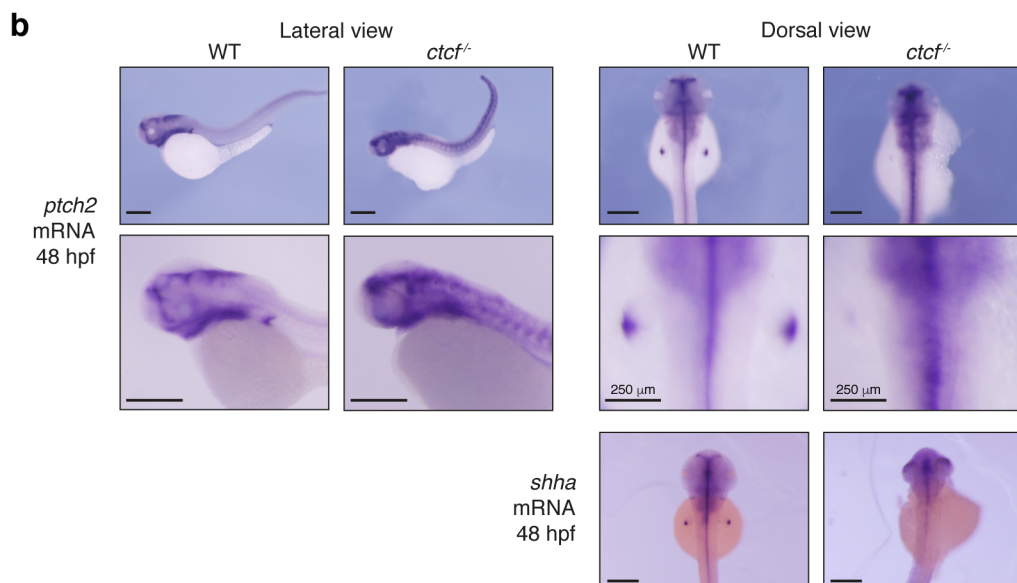 b
Lateral view
Dorsal view
WT
ctcf-/-
WT
ctcf-/-
ptch2
mRNA
48 hpf
250 µm
250 µm
shha
mRNA
48 hpf